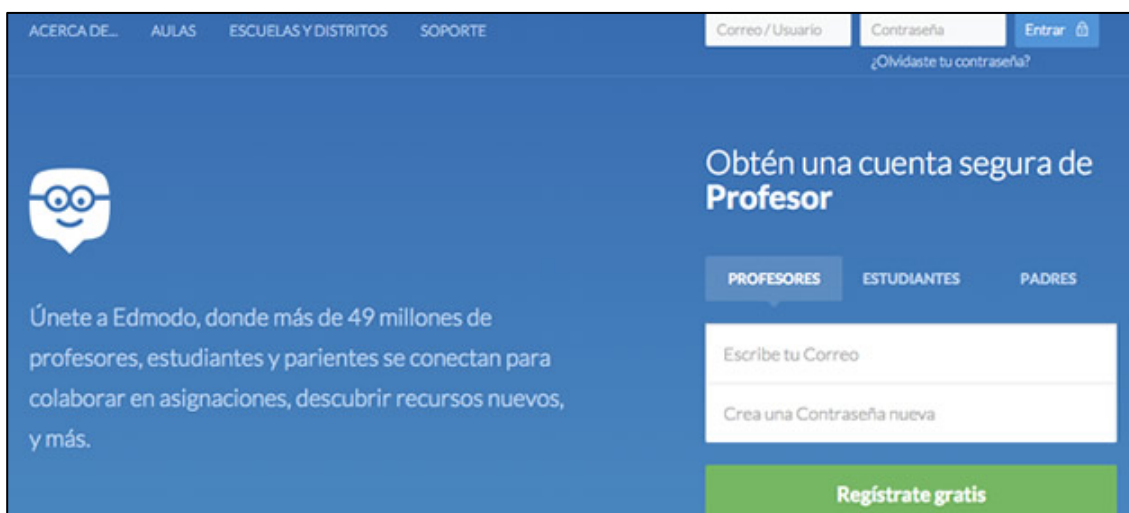 ACERCA DE... AULAS ESCUELAS Y DISTRITOS SOPORTE
Correo / Usuario Contraseña Entrar
¿Olvidaste tu contraseña?
Obtén una cuenta segura de
Profesor
PROFESORES ESTUDIANTES PADRES
Únete a Edmodo, donde más de 49 millones de
profesores, estudiantes y parientes se conectan para
colaborar en asignaciones, descubrir recursos nuevos,
y más.
Escribe tu Correo
Crea una Contraseña nueva
Regístrate gratis